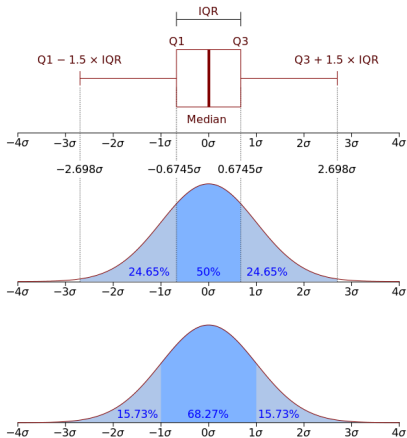 IQR
Q1 Q3
Q1 − 1.5 × IQR Q3 + 1.5 × IQR
Median
−4σ −3σ −2σ −1σ 0σ 1σ 2σ 3σ 4σ
−2.698σ −0.6745σ 0.6745σ 2.698σ
24.65% 50% 24.65%
−4σ −3σ −2σ −1σ 0σ 1σ 2σ 3σ 4σ
15.73% 68.27% 15.73%
−4σ −3σ −2σ −1σ 0σ 1σ 2σ 3σ 4σ